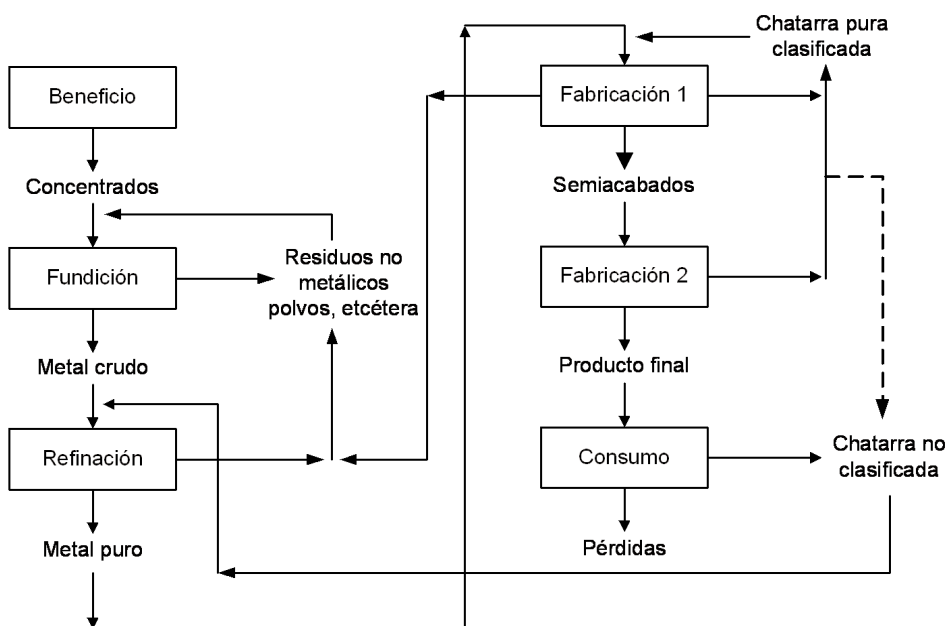 Beneficio
Concentrados
Fundición
Residuos no
metálicos
polvos, etcétera
Metal crudo
Refinación
Metal puro
Chatarra pura
clasificada
Fabricación 1
Semiacabados
Fabricación 2
Producto final
Consumo
Chatarra no
clasificada
Pérdidas